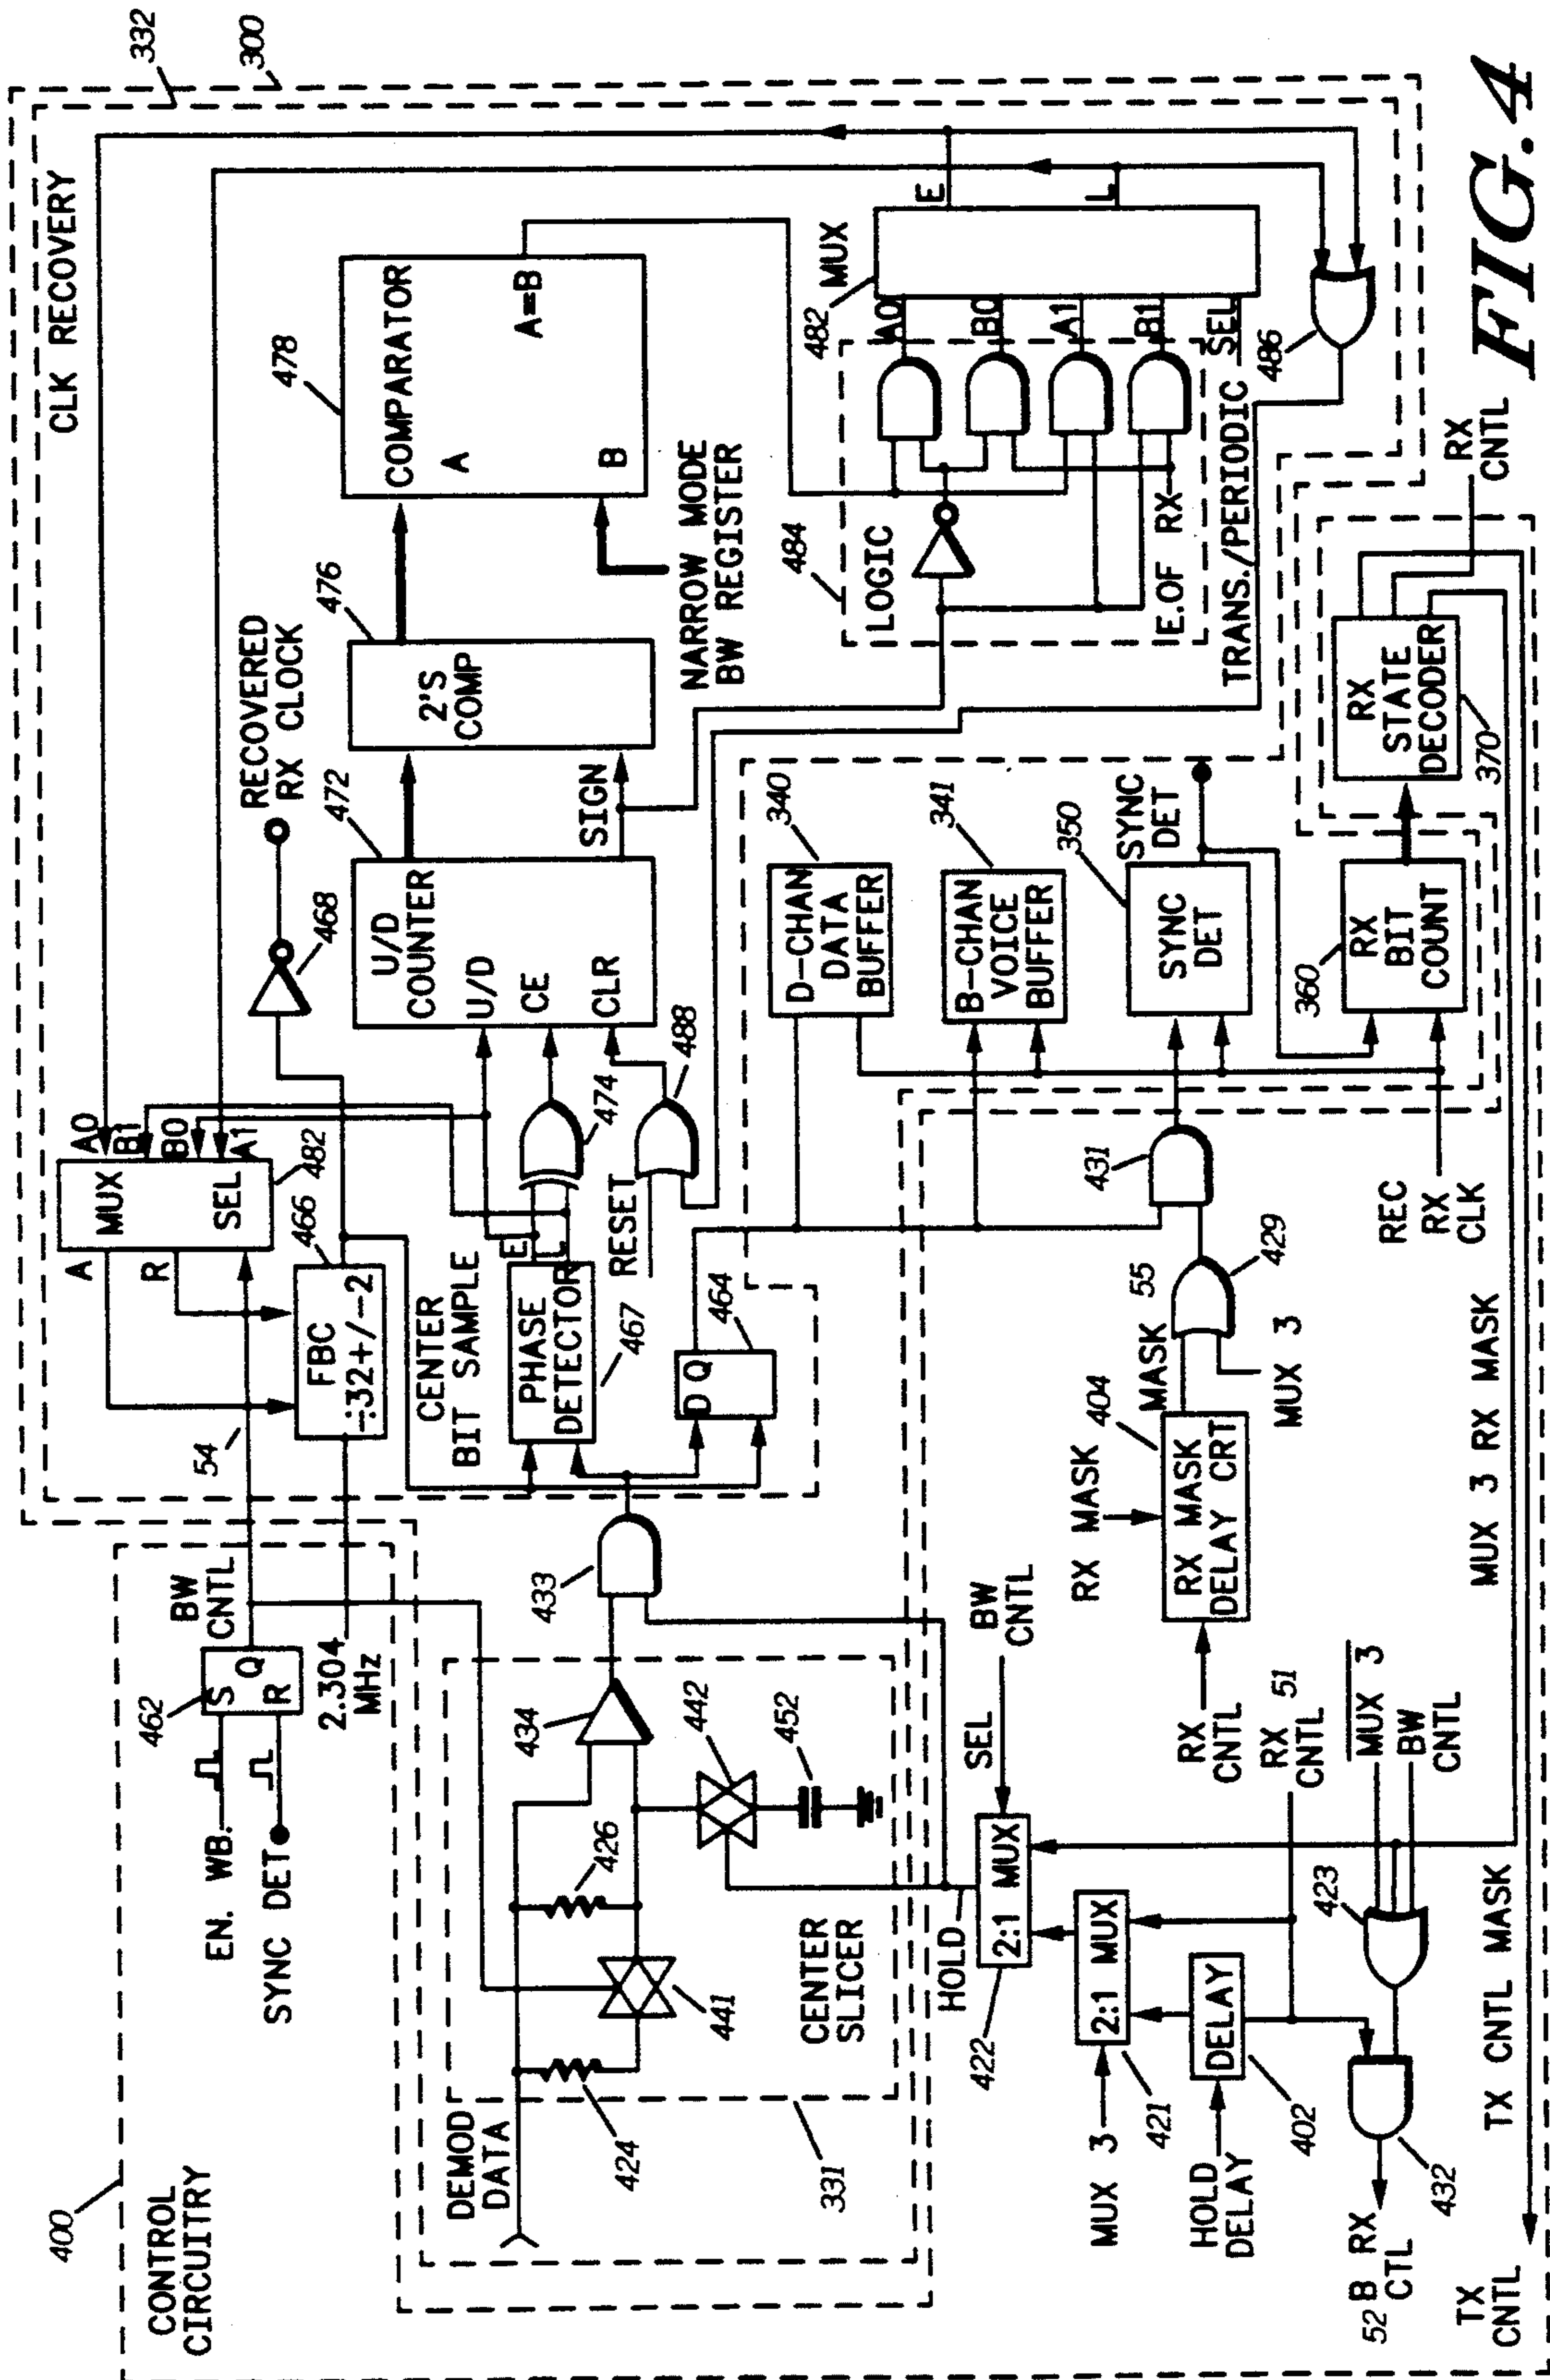 400
CONTROL
CIRCUITRY
EN. WB.
SYNC DET
462
S
Q
R
BW
CNTL
2.304
MHz
54
332
300
CLK RECOVERY
MUX
SEL
A0
B1
B0
A1
482
A
R
466
FBC
÷32+/-2
468
RECOVERED
RX CLOCK
CENTER
BIT SAMPLE
PHASE
DETECTOR
E
L
467
474
RESET
488
472
U/D
COUNTER
U/D
CE
CLR
SIGN
476
2'S
COMP
478
COMPARATOR
A
A=B
B
NARROW MODE
BW REGISTER
484
LOGIC
E.OF RX
482
MUX
A0
B0
A1
B1
SEL
E
L
TRANS./PERIODIC
486
D Q
464
DEMOD
DATA
424
426
441
434
442
452
CENTER
SLICER
331
433
HOLD
SEL
BW
CNTL
2:1 MUX
422
2:1 MUX
421
MUX 3
DELAY
402
HOLD
DELAY
RX
CNTL 51
423
MUX 3
BW
CNTL
432
52 B RX
CTL
TX
CNTL
RX MASK
404
RX MASK
DELAY CRT
RX
CNTL
MASK 55
429
MUX 3
431
340
D-CHAN
DATA
BUFFER
341
B-CHAN
VOICE
BUFFER
350
SYNC
DET
SYNC
DET
360
RX
BIT
COUNT
REC
RX
CLK
RX
STATE
DECODER
370
RX
CNTL
MUX 3 RX MASK
TX CNTL MASK
FIG.4